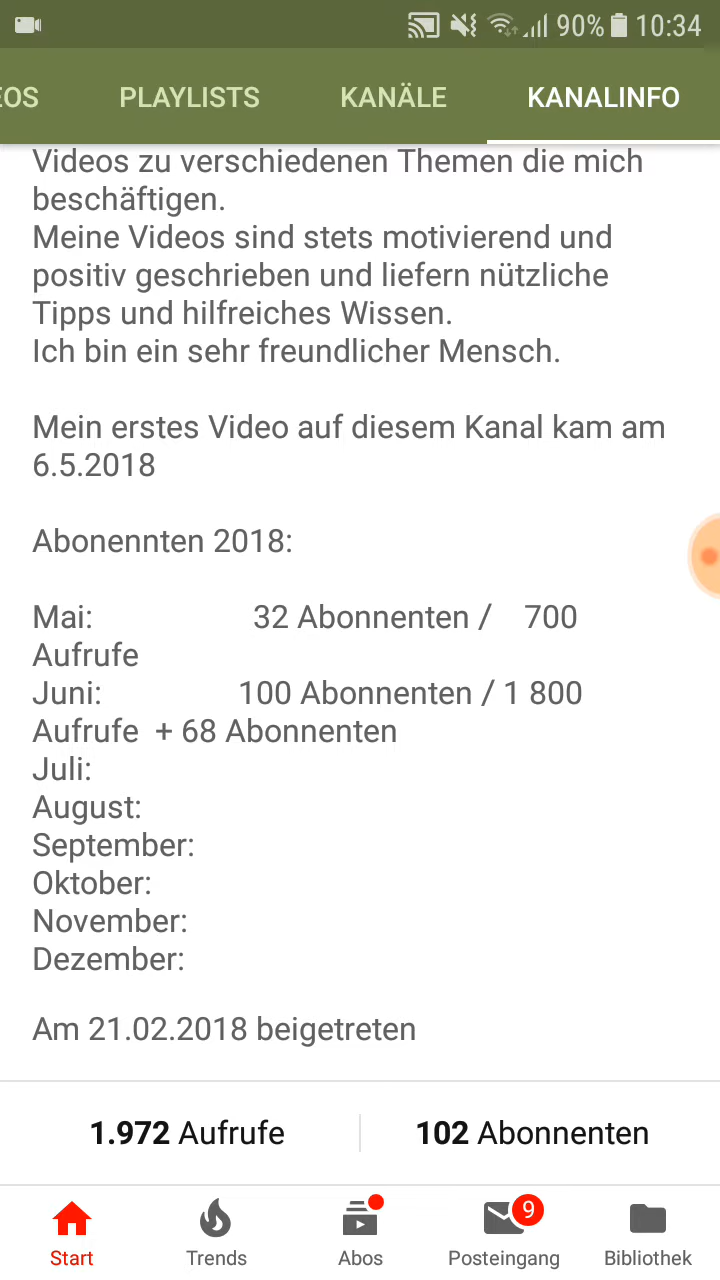 90% 10:34
EOS PLAYLISTS KANÄLE KANALINFO
Videos zu verschiedenen Themen die mich
beschäftigen.
Meine Videos sind stets motivierend und
positiv geschrieben und liefern nützliche
Tipps und hilfreiches Wissen.
Ich bin ein sehr freundlicher Mensch.
Mein erstes Video auf diesem Kanal kam am
6.5.2018
Abonennten 2018:
Mai: 32 Abonnenten / 700
Aufrufe
Juni: 100 Abonnenten / 1 800
Aufrufe + 68 Abonnenten
Juli:
August:
September:
Oktober:
November:
Dezember:
Am 21.02.2018 beigetreten
1.972 Aufrufe 102 Abonnenten
9
Start Trends Abos Posteingang Bibliothek